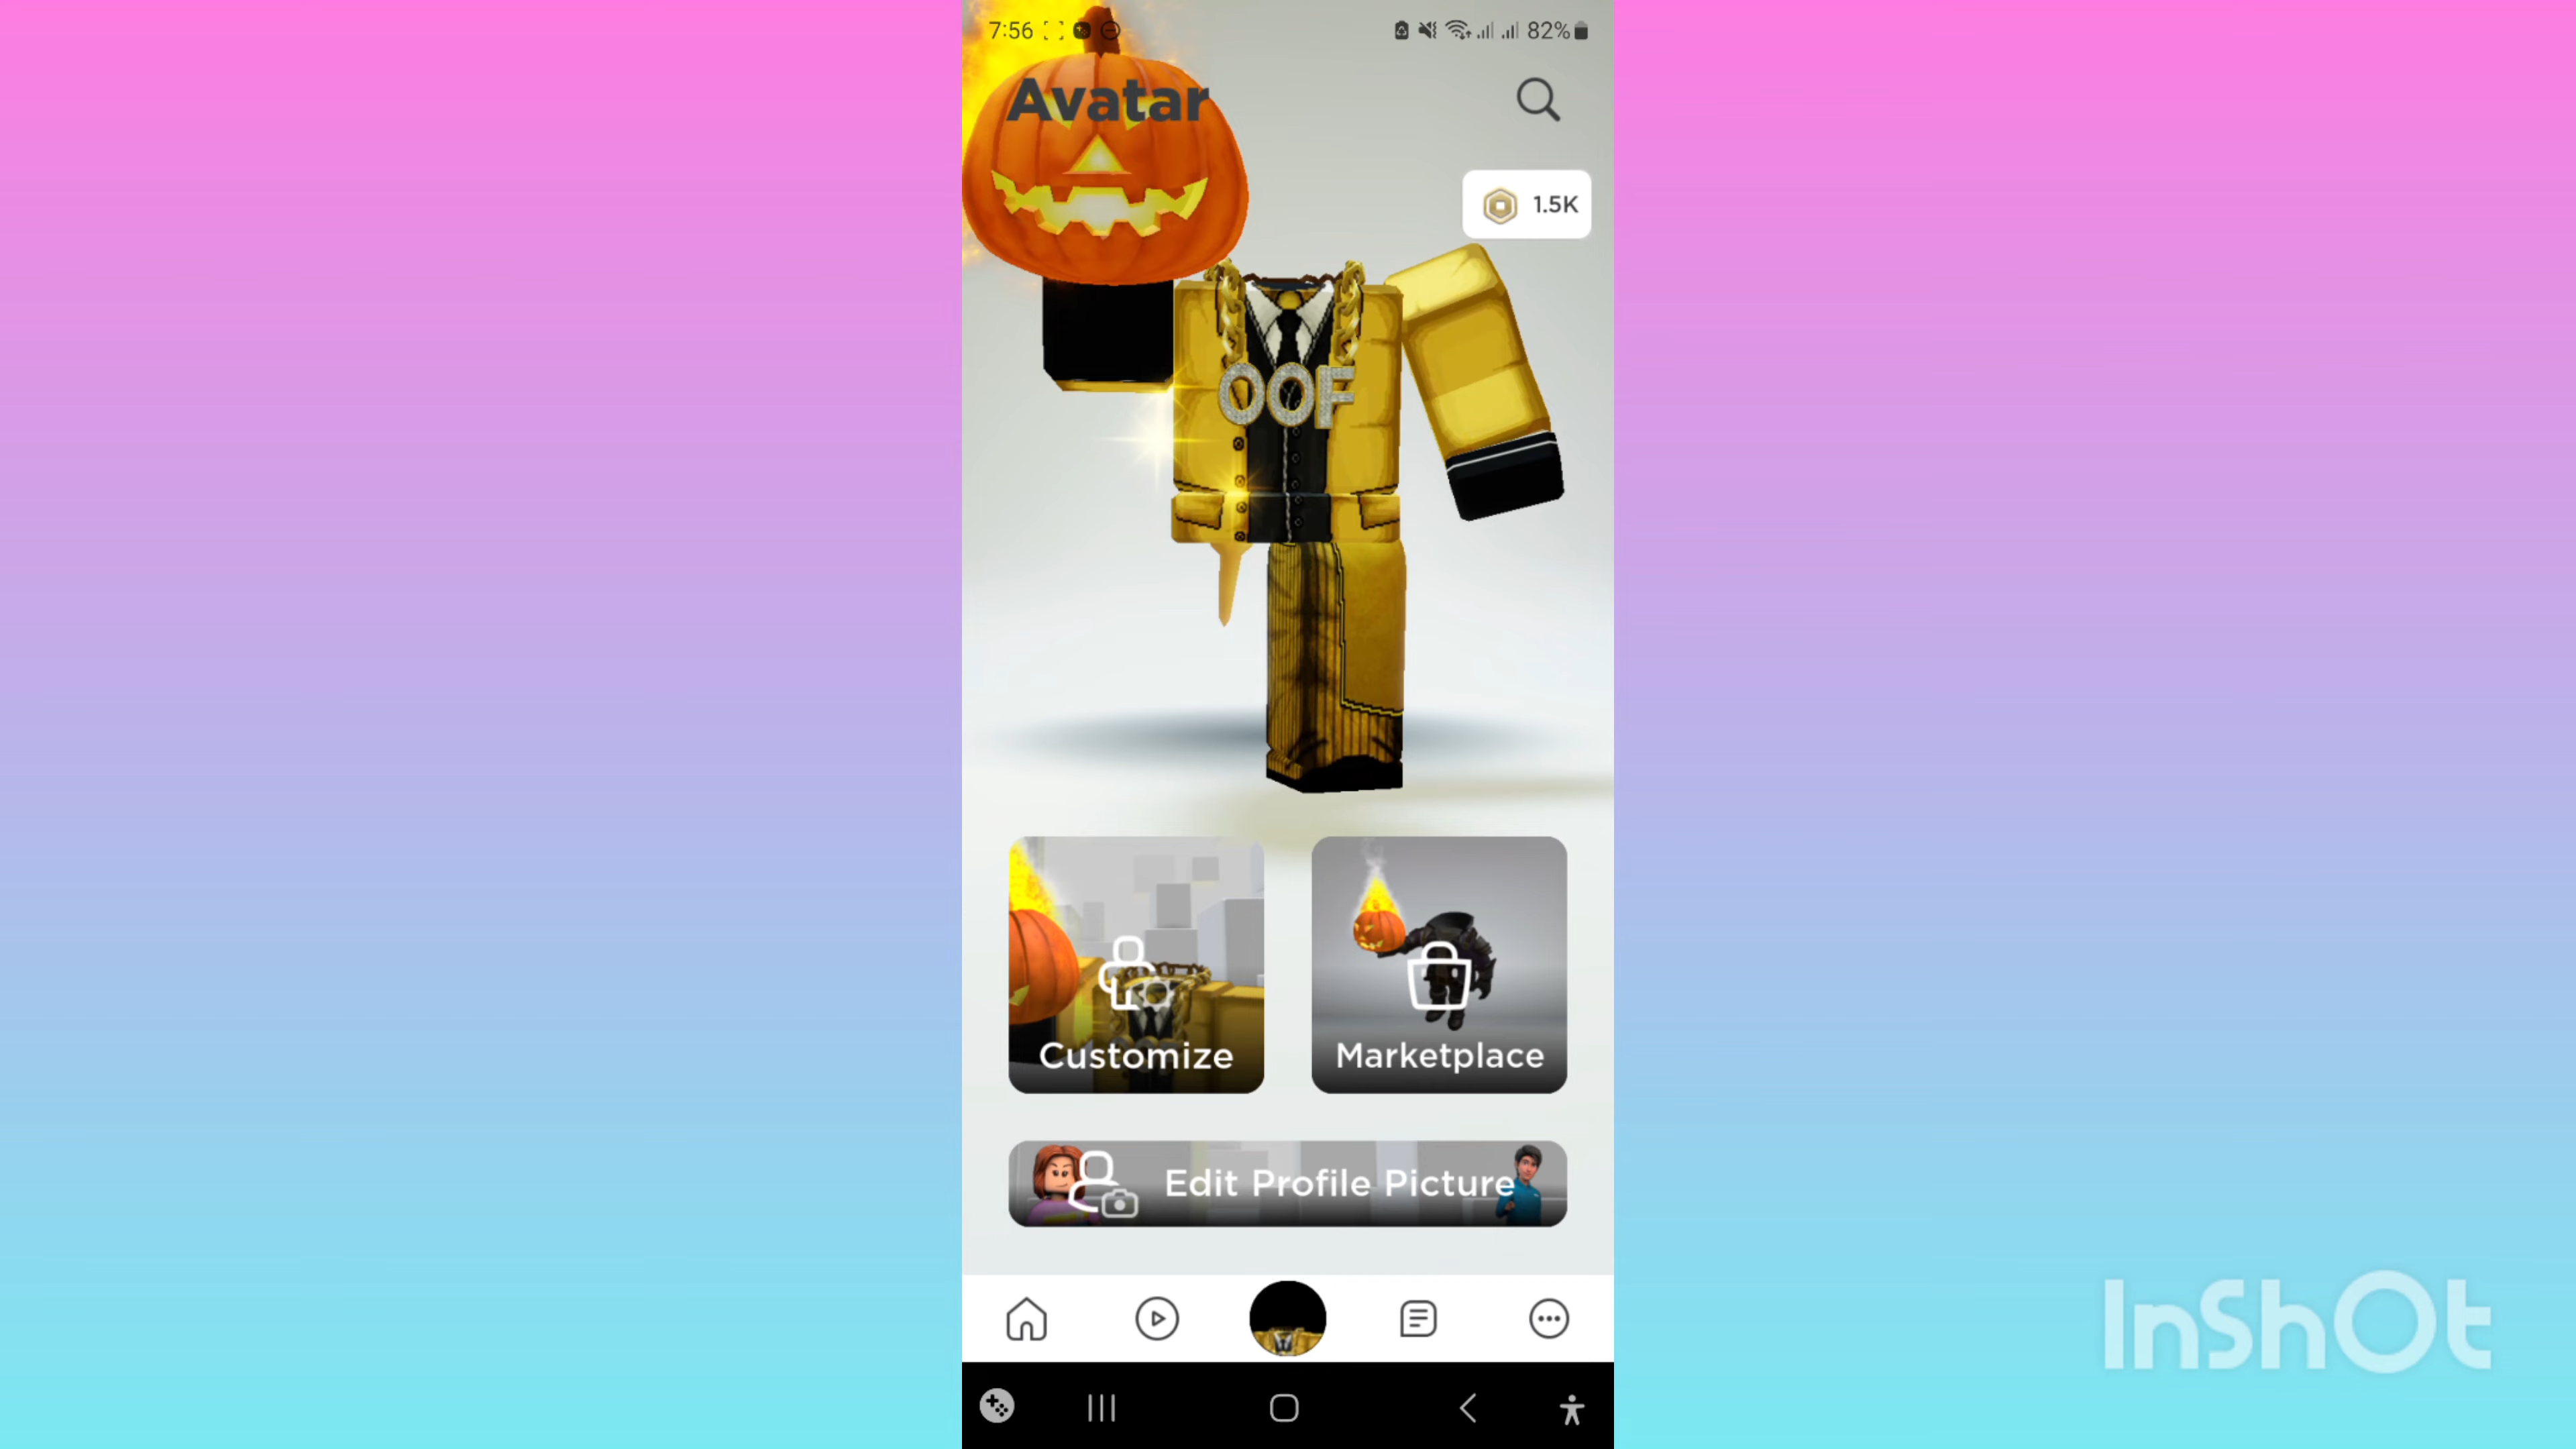 7:56
82%
Avatar
1.5K
OOF
Customize
Marketplace
Edit Profile Picture
InShOt